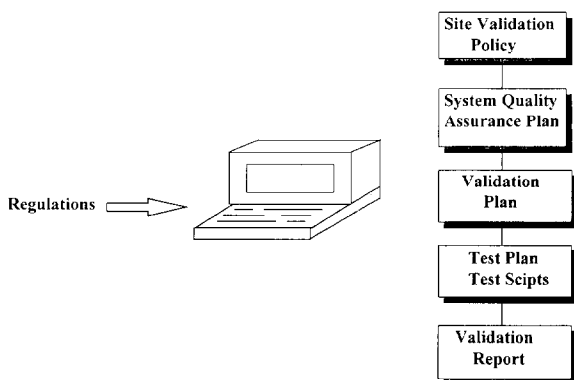 Site Validation
Policy
System Quality
Assurance Plan
Regulations
Validation
Plan
Test Plan
Test Scipts
Validation
Report